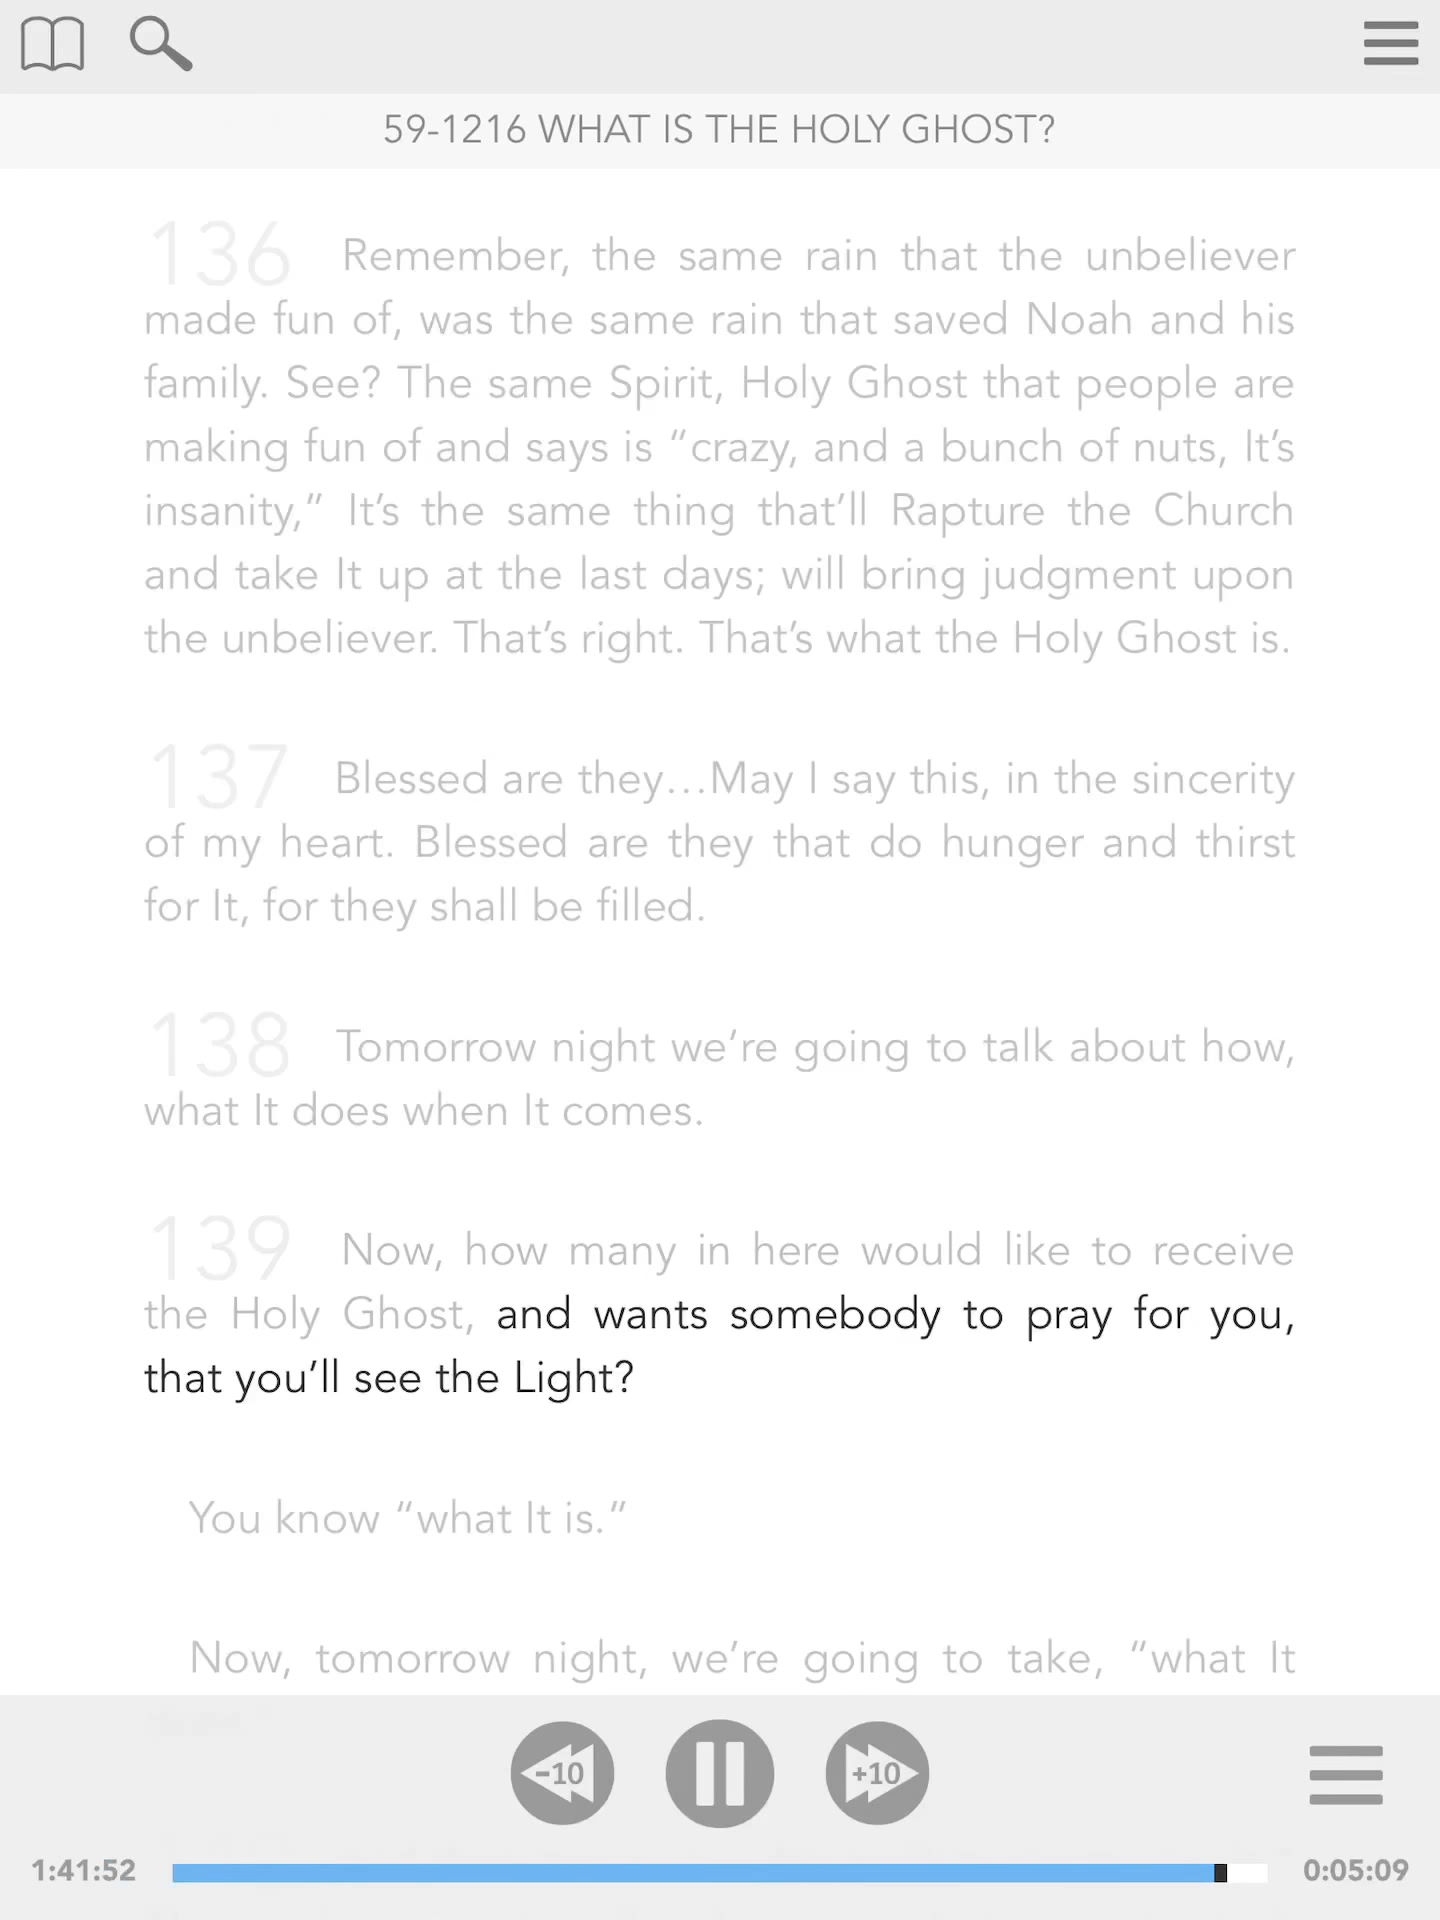 59-1216 WHAT IS THE HOLY GHOST?
136 Remember, the same rain that the unbeliever
made fun of, was the same rain that saved Noah and his
family. See? The same Spirit, Holy Ghost that people are
making fun of and says is “crazy, and a bunch of nuts, It’s
insanity,” It’s the same thing that’ll Rapture the Church
and take It up at the last days; will bring judgment upon
the unbeliever. That’s right. That’s what the Holy Ghost is.
137 Blessed are they…May I say this, in the sincerity
of my heart. Blessed are they that do hunger and thirst
for It, for they shall be filled.
138 Tomorrow night we’re going to talk about how,
what It does when It comes.
139 Now, how many in here would like to receive
the Holy Ghost, and wants somebody to pray for you,
that you’ll see the Light?
You know “what It is.”
Now, tomorrow night, we’re going to take, “what It
-10 +10
1:41:52 0:05:09